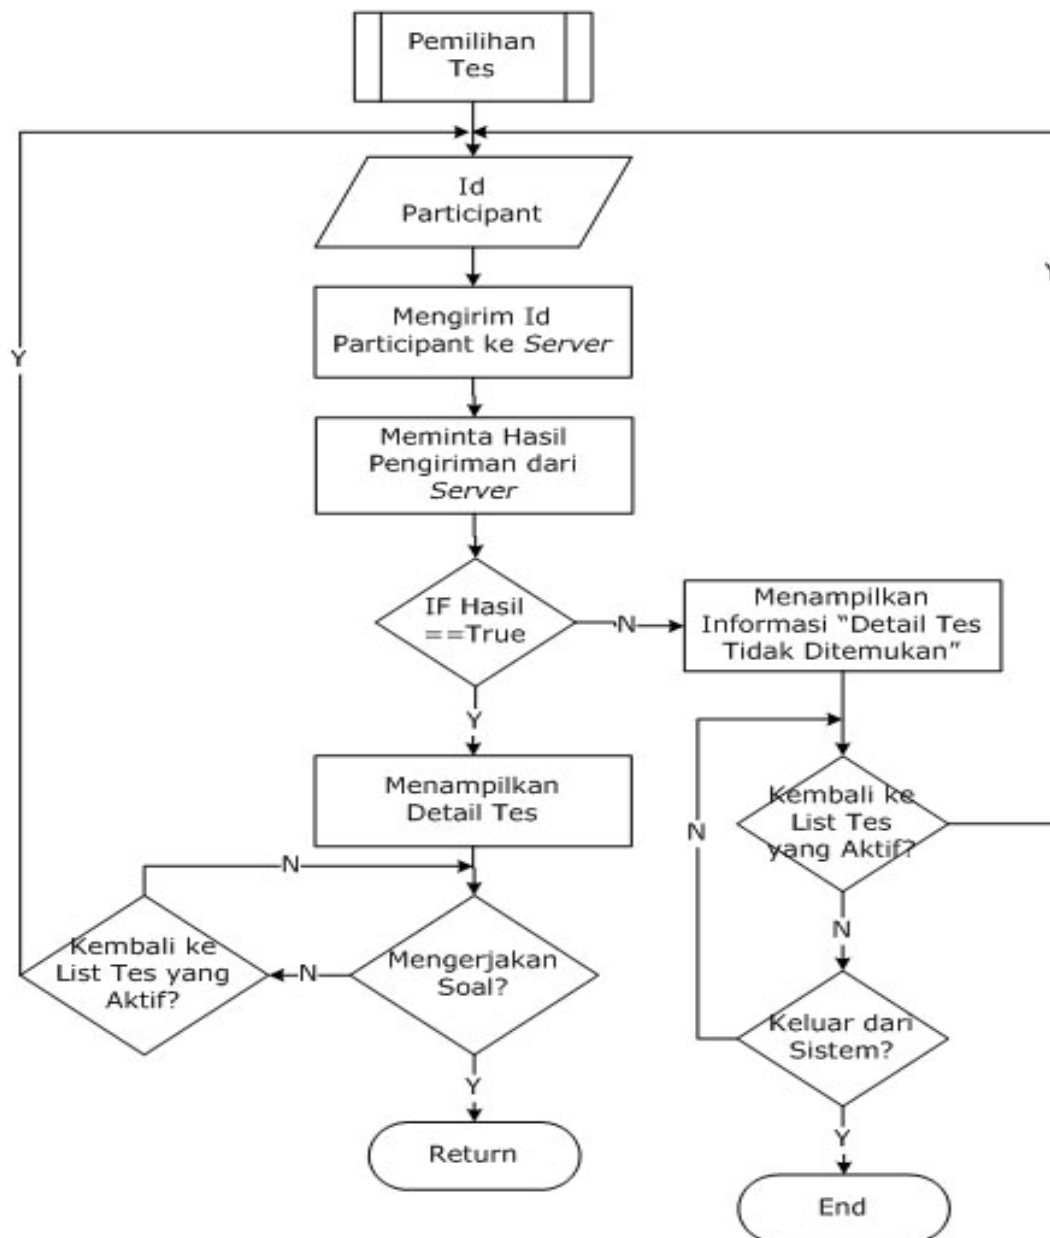 Pemilihan
Tes
Id
Participant
Y
Mengirim Id
Participant ke Server
Y
Meminta Hasil
Pengiriman dari
Server
IF Hasil
==True
N
Menampilkan
Informasi “Detail Tes
Tidak Ditemukan”
Y
Menampilkan
Detail Tes
Kembali ke
List Tes
yang Aktif?
N
N
N
Kembali ke
List Tes yang
Aktif?
N
Mengerjakan
Soal?
Keluar dari
Sistem?
Y
Y
Return
End